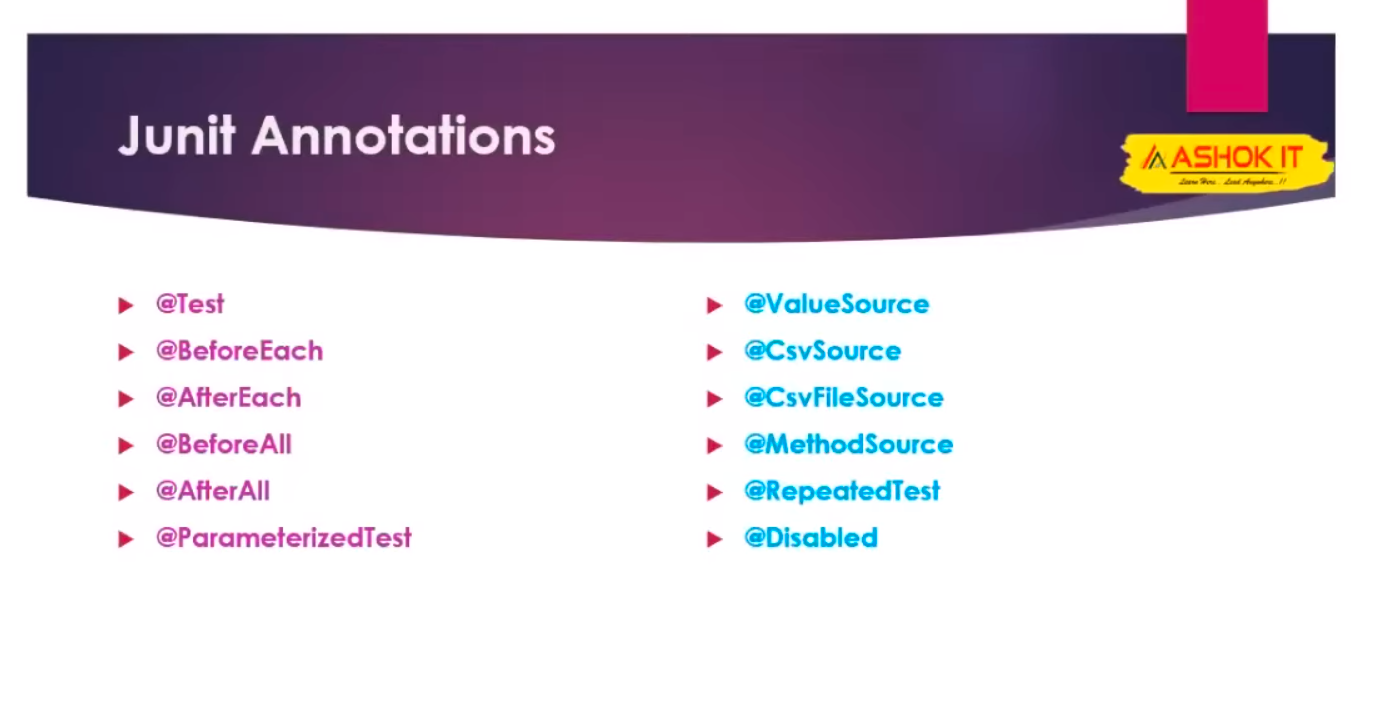 Junit Annotations
ASHOK IT
Learn Here.. Lead Anywhere..!!
@Test
@BeforeEach
@AfterEach
@BeforeAll
@AfterAll
@ParameterizedTest
@ValueSource
@CsvSource
@CsvFileSource
@MethodSource
@RepeatedTest
@Disabled